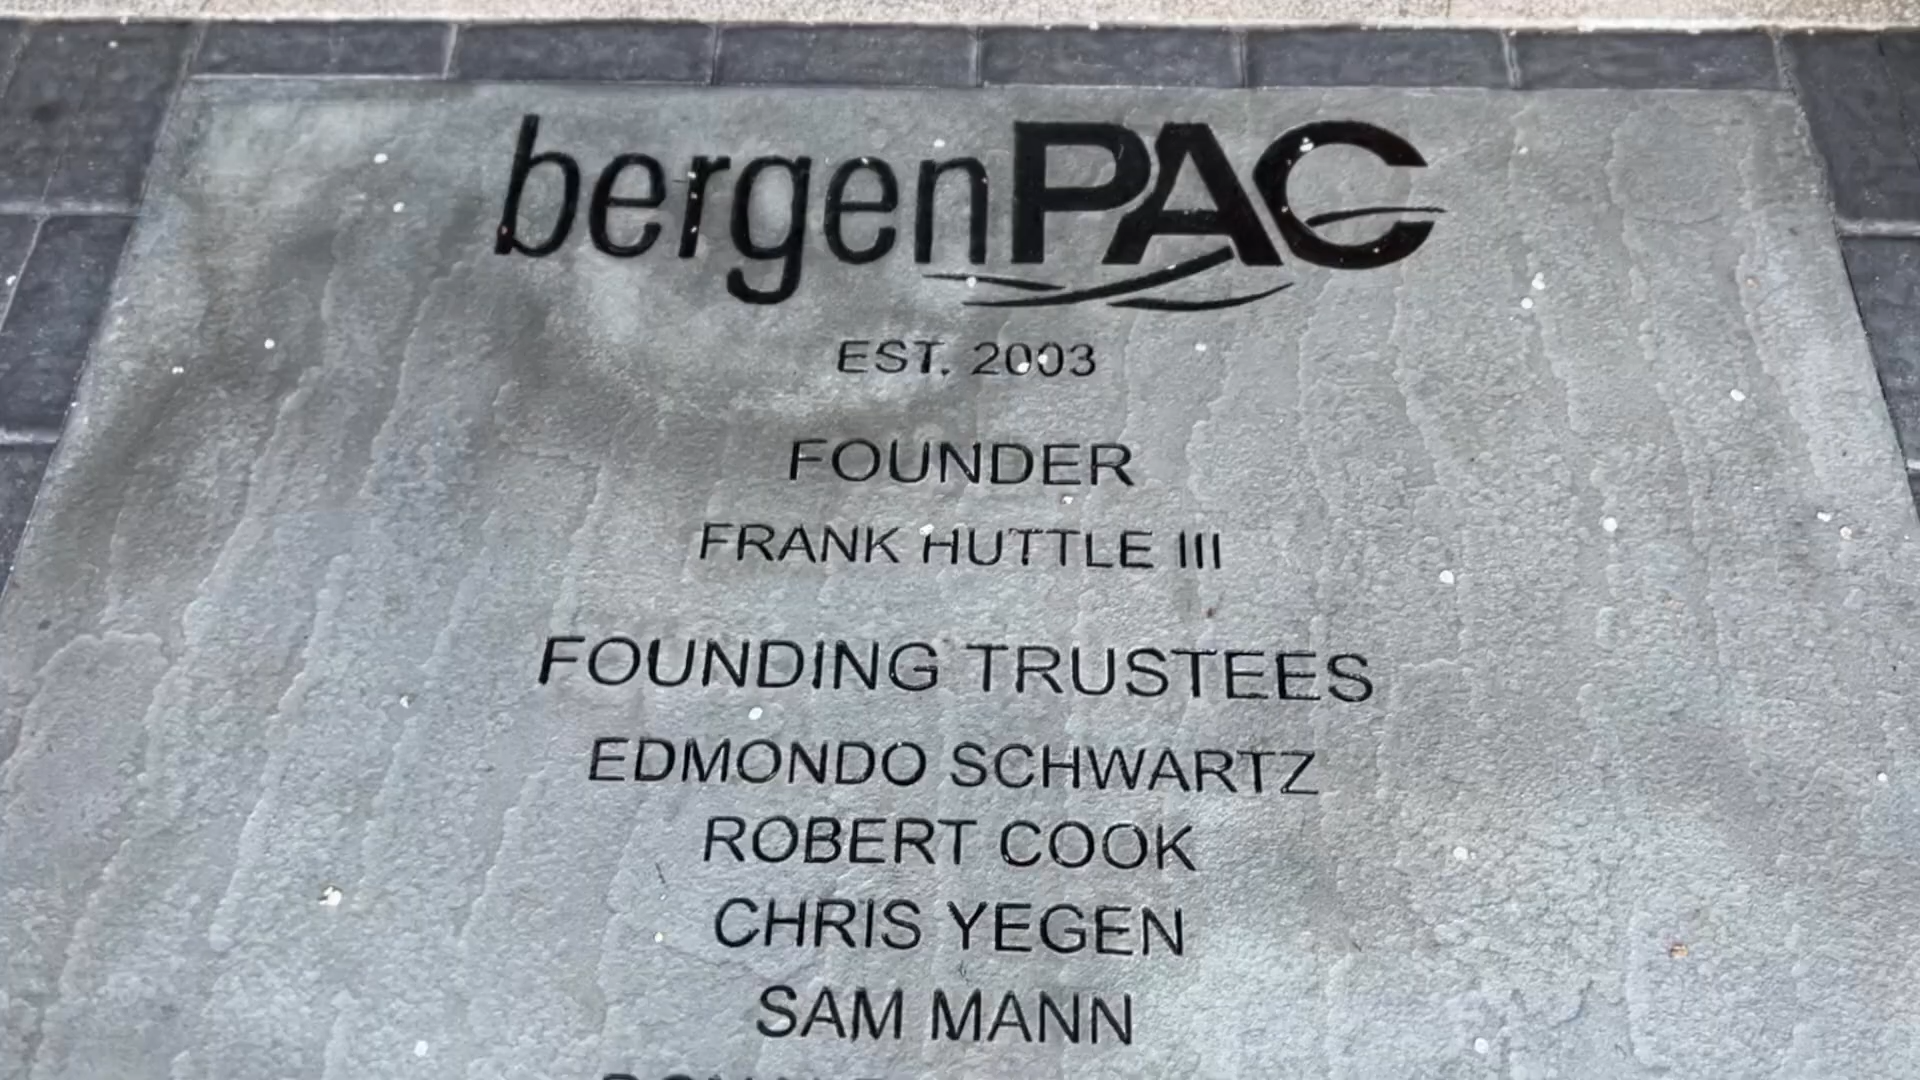 bergenPAC
EST. 2003
FOUNDER
FRANK HUTTLE III
FOUNDING TRUSTEES
EDMONDO SCHWARTZ
ROBERT COOK
CHRIS YEGEN
SAM MANN